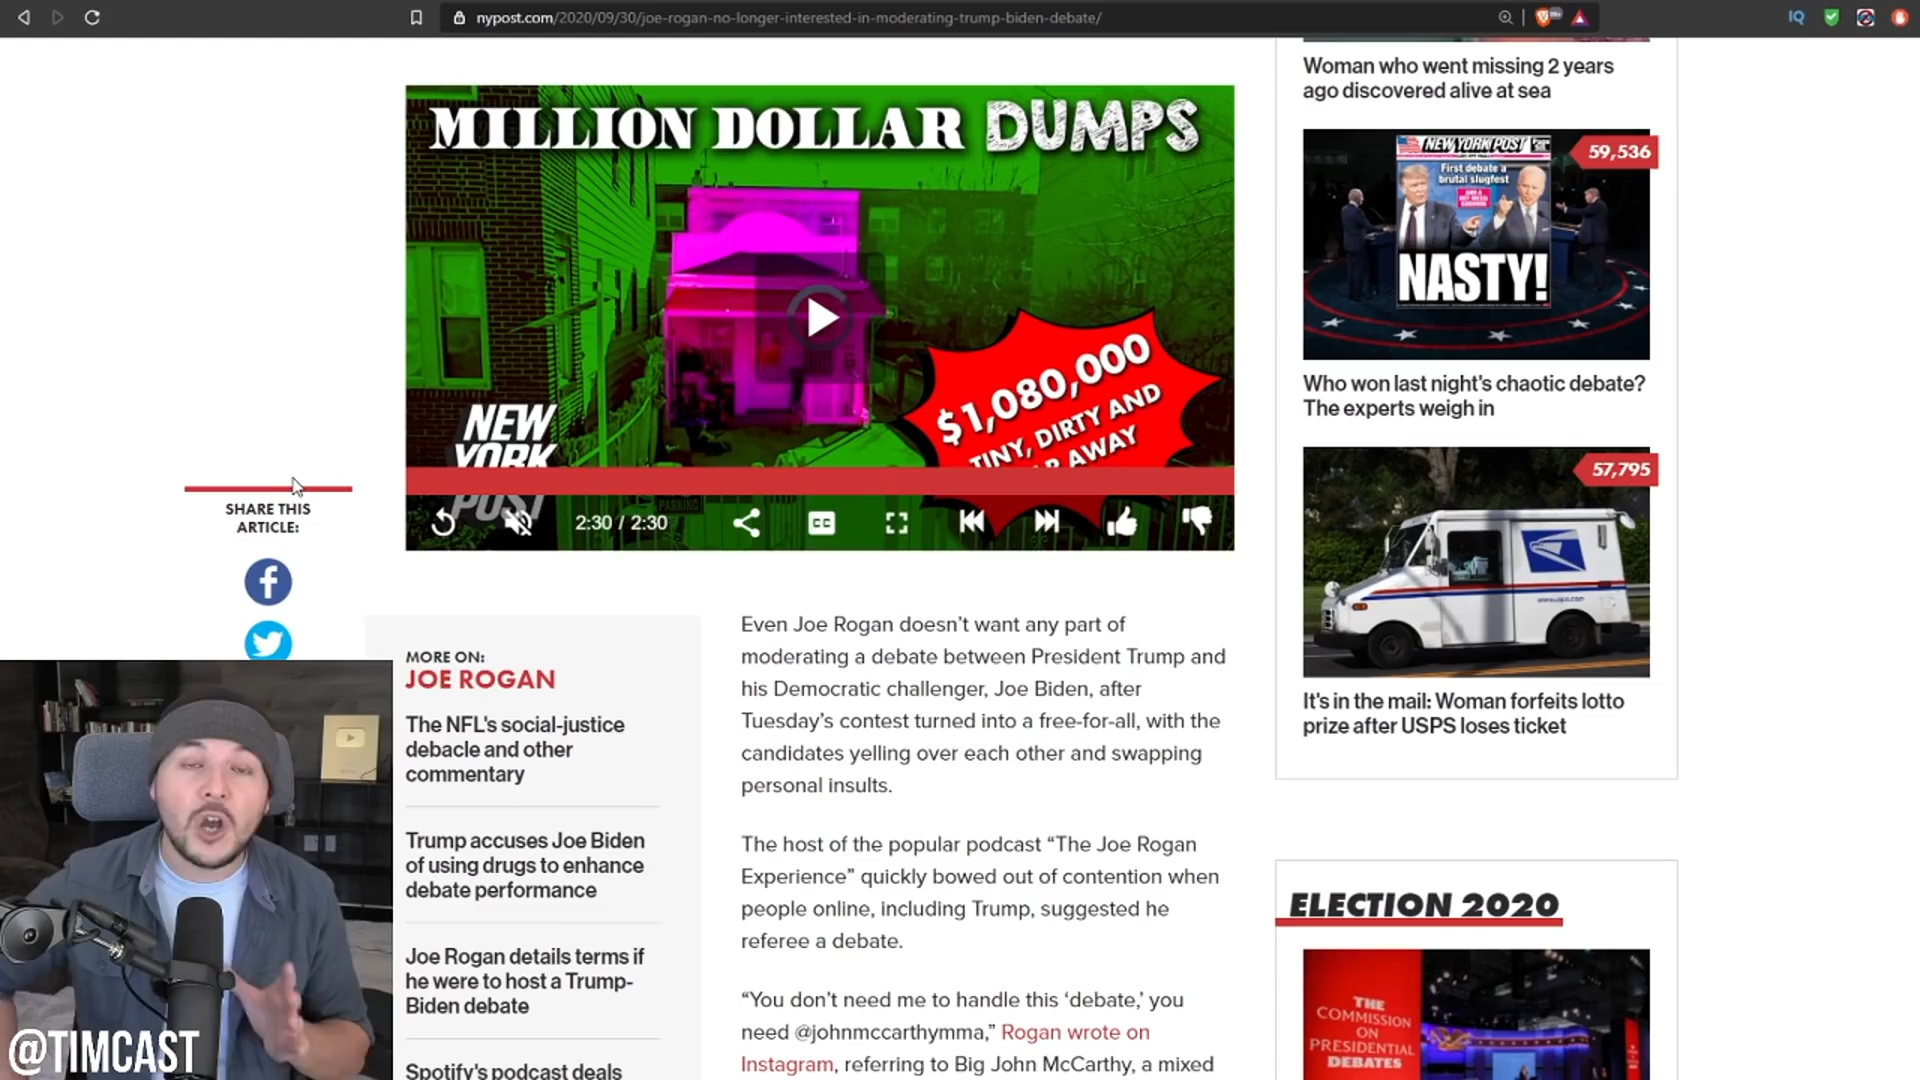 nypost.com/2020/09/30/joe-rogan-no-longer-interested-in-moderating-trump-biden-debate/
IQ
MILLION DOLLAR DUMPS
$1,080,000
TINY, DIRTY AND
AWAY
NEW
YORK
POST
2:30 / 2:30
CC
SHARE THIS
ARTICLE:
MORE ON:
JOE ROGAN
The NFL's social-justice
debacle and other
commentary
Trump accuses Joe Biden
of using drugs to enhance
debate performance
Joe Rogan details terms if
he were to host a Trump-
Biden debate
Spotify's podcast deals
Even Joe Rogan doesn't want any part of
moderating a debate between President Trump and
his Democratic challenger, Joe Biden, after
Tuesday's contest turned into a free-for-all, with the
candidates yelling over each other and swapping
personal insults.
The host of the popular podcast “The Joe Rogan
Experience” quickly bowed out of contention when
people online, including Trump, suggested he
referee a debate.
“You don't need me to handle this ‘debate,’ you
need @johnmccarthymma,” Rogan wrote on
Instagram, referring to Big John McCarthy, a mixed
Woman who went missing 2 years
ago discovered alive at sea
59,536
NEW YORK POST
First debate a
brutal slugfest
NASTY!
Who won last night's chaotic debate?
The experts weigh in
57,795
It's in the mail: Woman forfeits lotto
prize after USPS loses ticket
ELECTION 2020
THE
COMMISSION
ON
PRESIDENTIAL
DEBATES
@TIMCAST